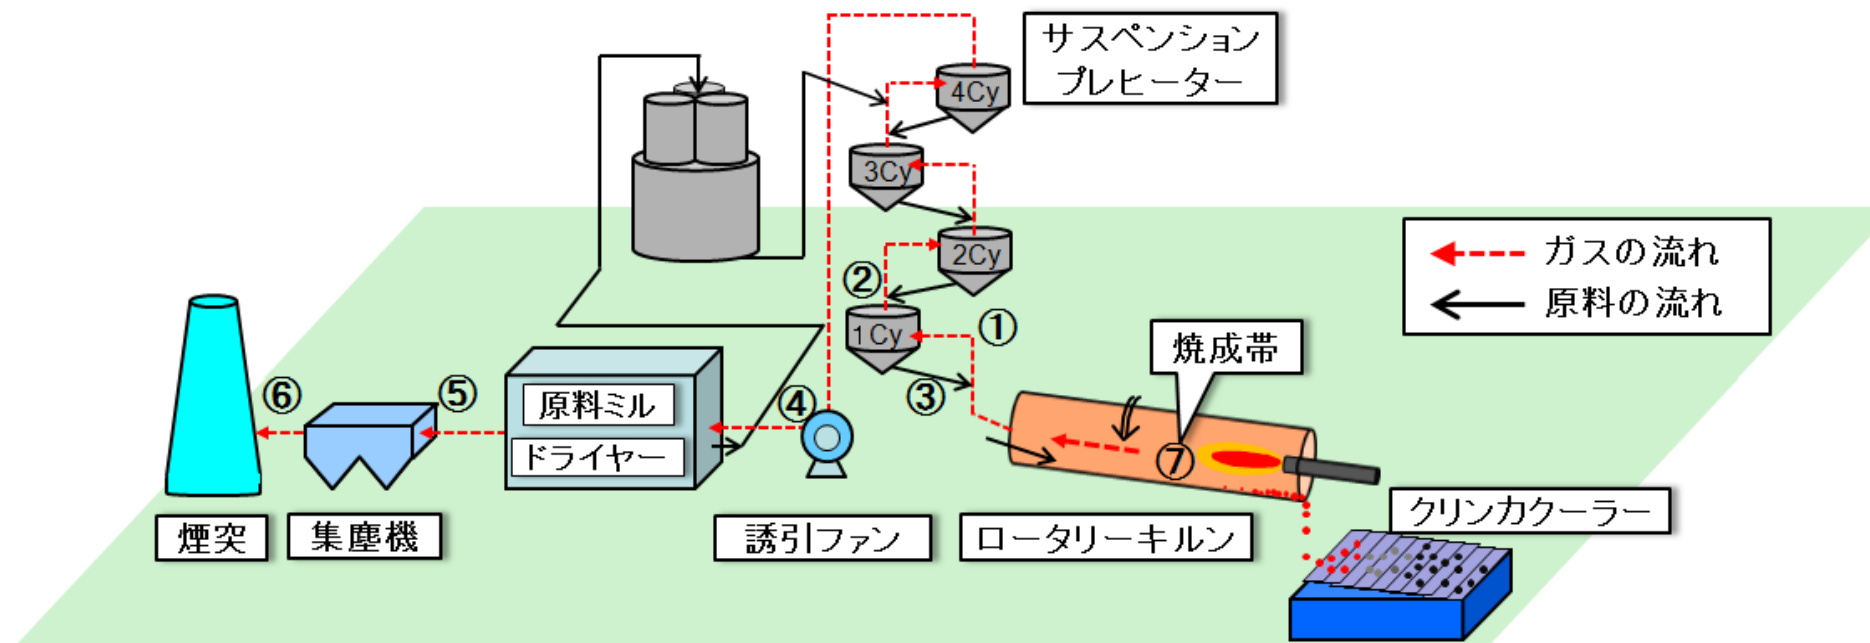 サスペンション
プレヒーター
4Cy
3Cy
2Cy
②
1Cy
①
③
ガスの流れ
原料の流れ
焼成帯
⑦
⑥
⑤
原料ミル
ドライヤー
④
煙突
集塵機
誘引ファン
ロータリーキルン
クリンカクーラー